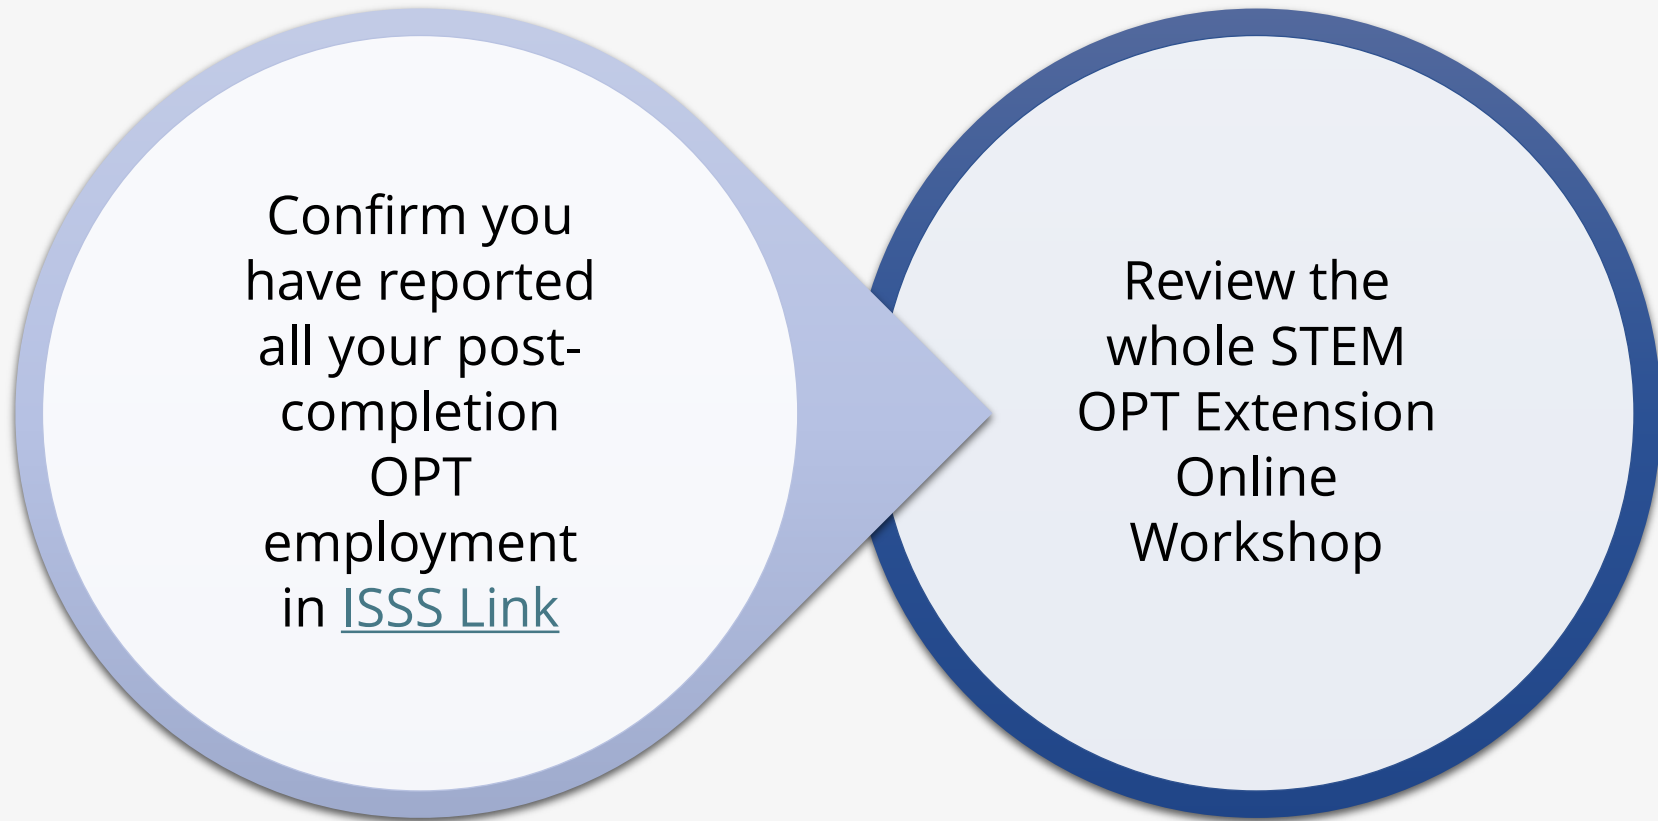 Confirm you
have reported
all your post-
completion
OPT
employment
in ISSS Link
Review the
whole STEM
OPT Extension
Online
Workshop